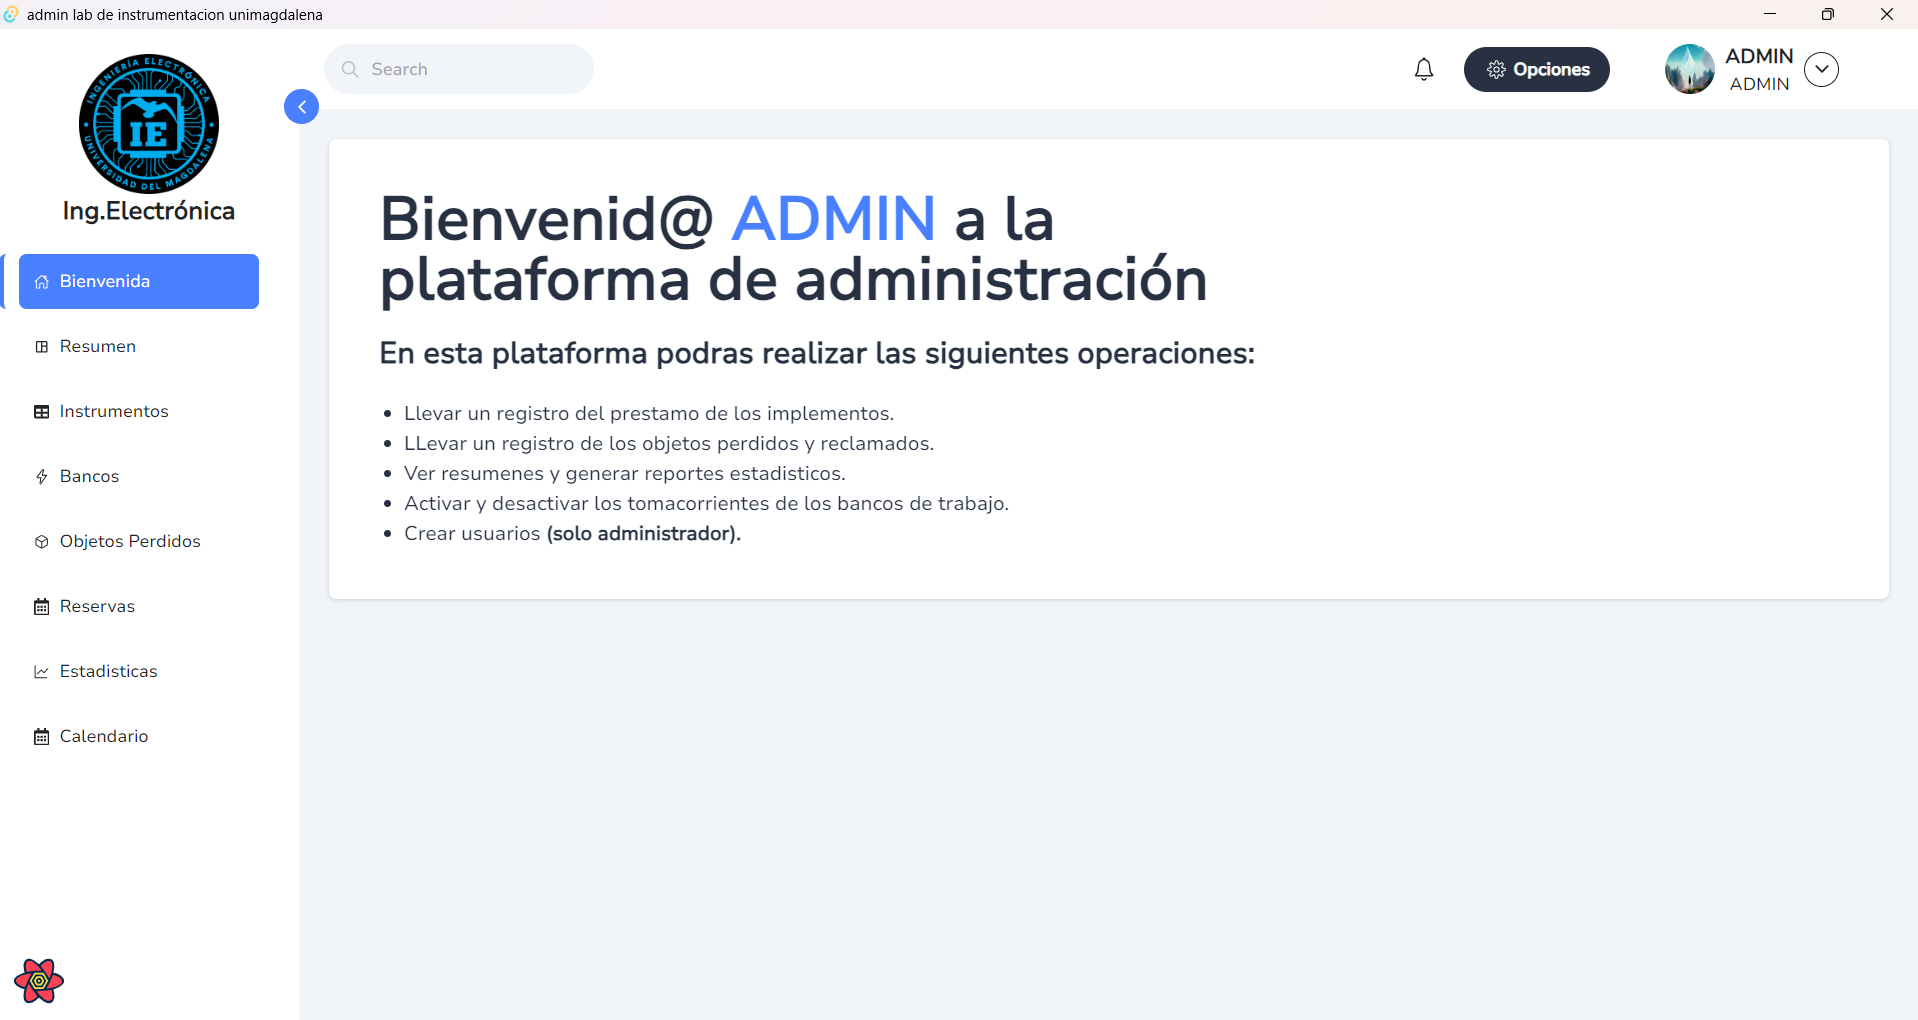 admin lab de instrumentacion unimagdalena
INGENIERÍA ELECTRÓNICA
IE
UNIVERSIDAD DEL MAGDALENA
Ing.Electrónica
Search
Opciones
ADMIN
ADMIN
Bienvenida
Resumen
Instrumentos
Bancos
Objetos Perdidos
Reservas
Estadisticas
Calendario
Bienvenid@ ADMIN a la
plataforma de administración
En esta plataforma podras realizar las siguientes operaciones:
Llevar un registro del prestamo de los implementos.
LLevar un registro de los objetos perdidos y reclamados.
Ver resumenes y generar reportes estadisticos.
Activar y desactivar los tomacorrientes de los bancos de trabajo.
Crear usuarios (solo administrador).